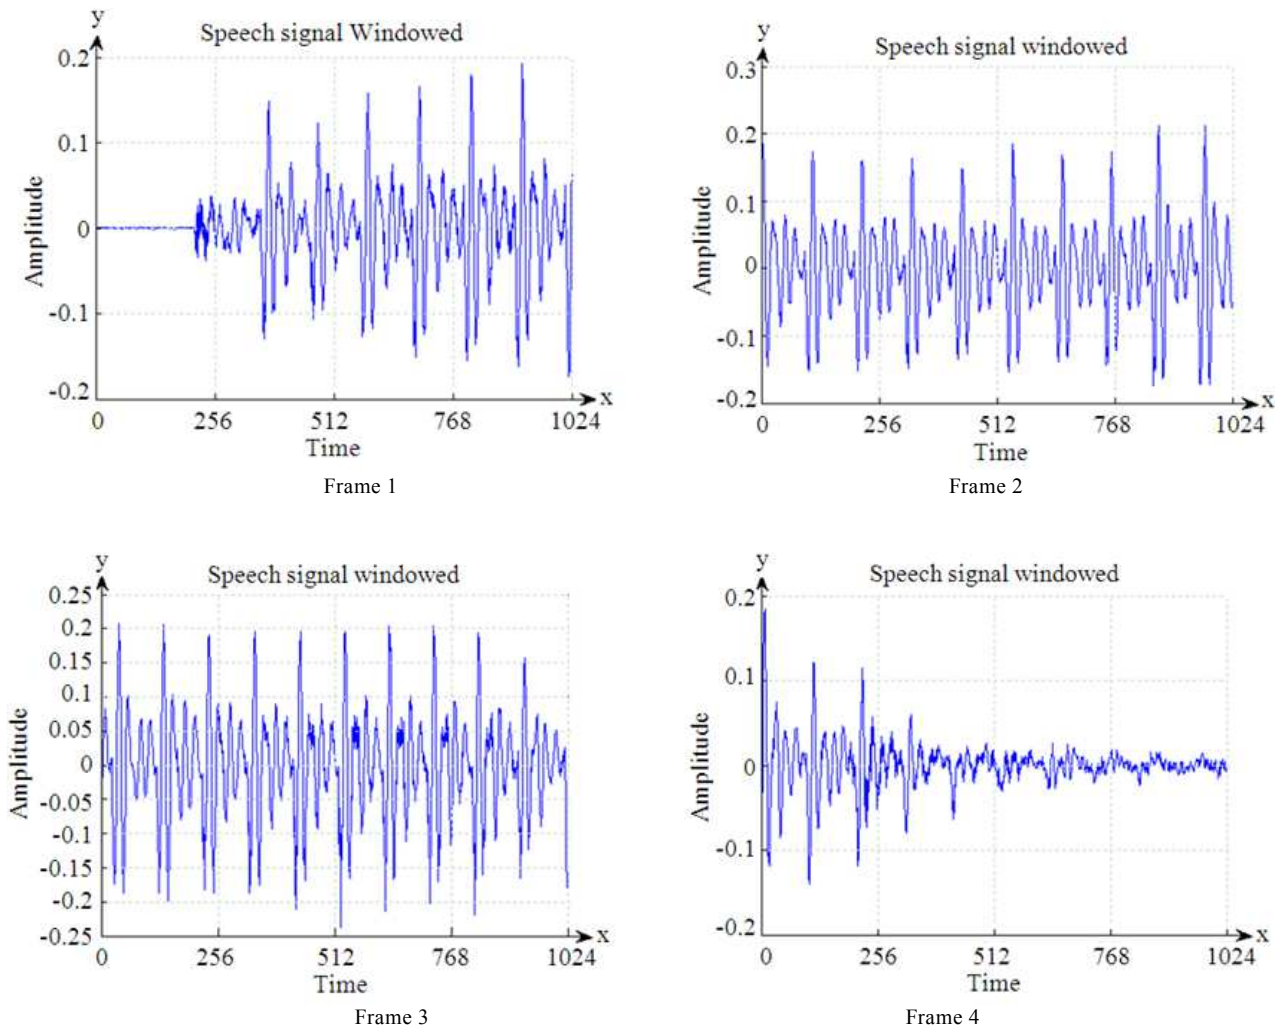 y
Speech signal Windowed
0.2
0.1
0
-0.1
-0.2
Amplitude
0 256 512 768 1024
x
Time
Frame 1
y
Speech signal windowed
0.3
0.2
0.1
0
-0.1
-0.2
Amplitude
0 256 512 768 1024
x
Time
Frame 2
y
Speech signal windowed
0.25
0.2
0.15
0.1
0.05
0
-0.05
-0.1
-0.15
-0.2
-0.25
Amplitude
0 256 512 768 1024
x
Time
Frame 3
y
Speech signal windowed
0.2
0.1
0
-0.1
-0.2
Amplitude
0 256 512 768 1024
x
Time
Frame 4